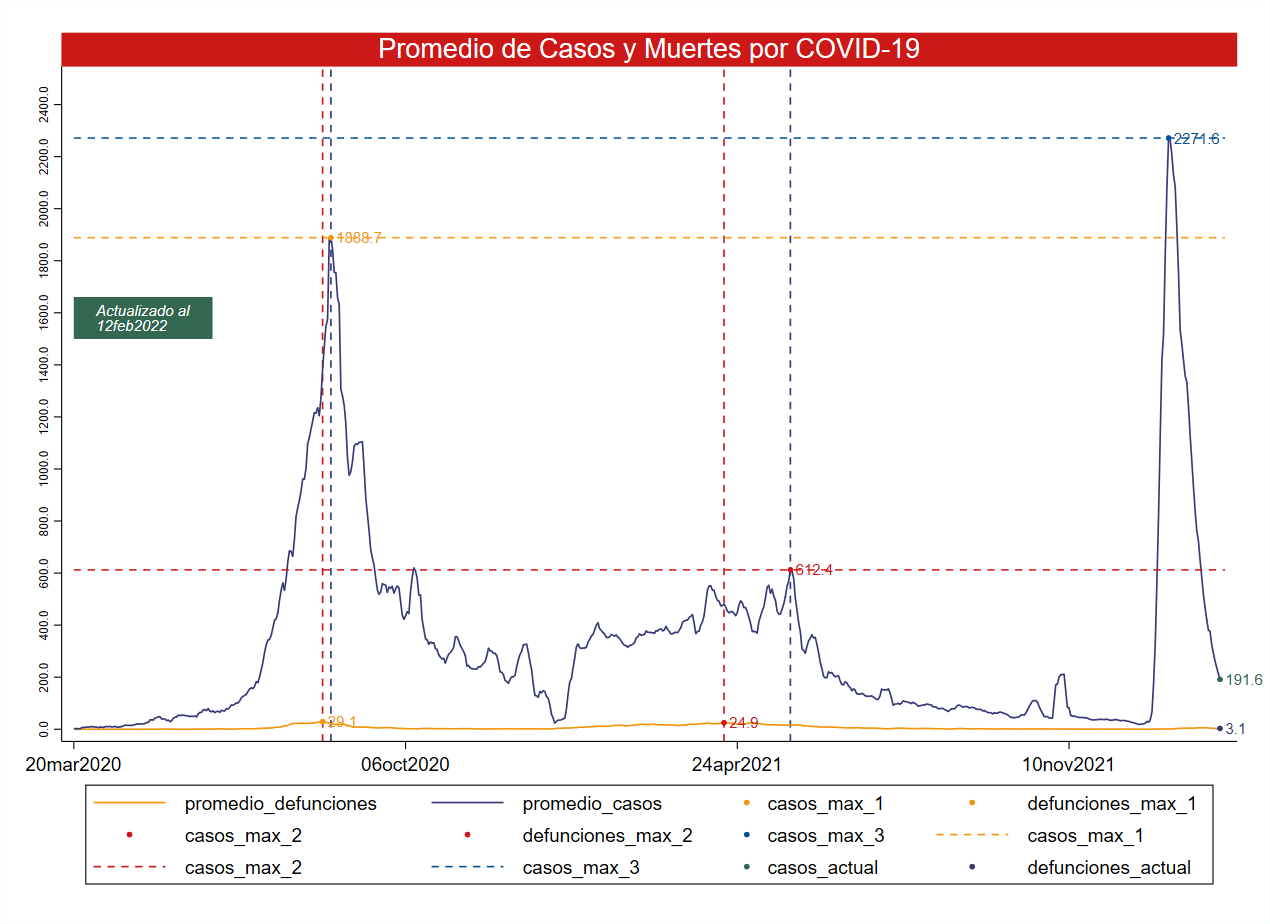 Promedio de Casos y Muertes por COVID-19
2400.0
2200.0
2000.0
1800.0
1600.0
1400.0
1200.0
1000.0
800.0
600.0
400.0
200.0
0.0
2271.6
1888.7
Actualizado al
12feb2022
612.4
191.6
29.1
24.9
3.1
20mar2020 06oct2020 24apr2021 10nov2021
promedio_defunciones promedio_casos casos_max_1 defunciones_max_1
casos_max_2 defunciones_max_2 casos_max_3 casos_max_1
casos_max_2 casos_max_3 casos_actual defunciones_actual